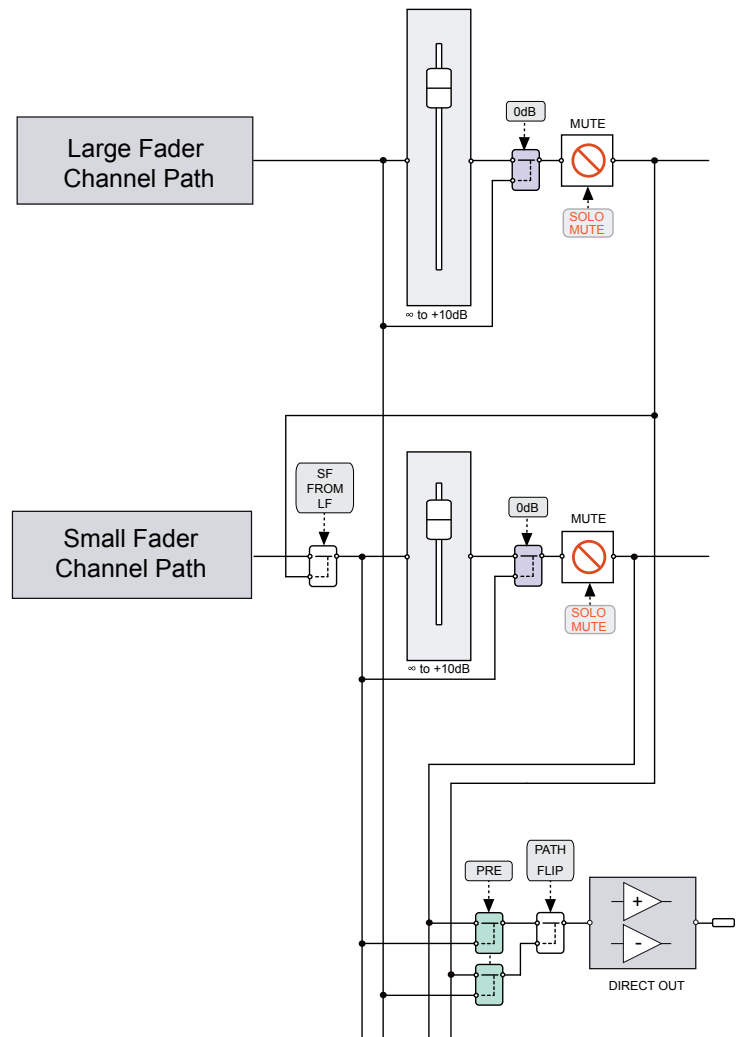 0dB
MUTE
Large Fader
Channel Path
SOLO
MUTE
∞ to +10dB
SF
FROM
LF
0dB
MUTE
Small Fader
Channel Path
SOLO
MUTE
∞ to +10dB
PRE
PATH
FLIP
+
-
DIRECT OUT